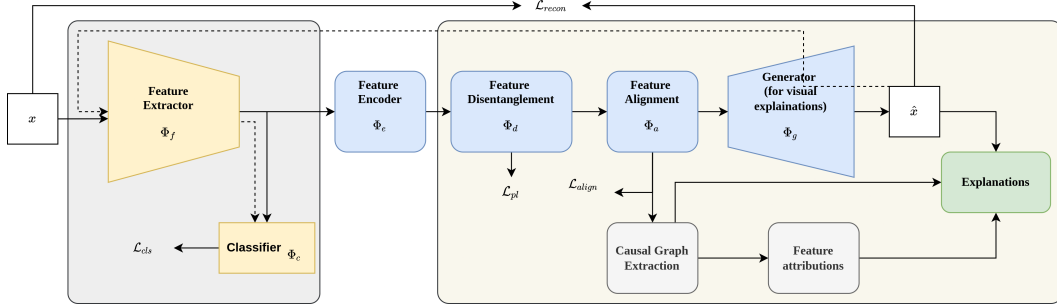 ℒ_recon
x
Feature
Extractor
Φ_f
Feature
Encoder
Φ_e
Feature
Disentanglement
Φ_d
Feature
Alignment
Φ_a
Generator
(for visual
explainations)
Φ_g
x̂
ℒ_pl
ℒ_align
Explanations
ℒ_cls
Classifier Φ_c
Causal Graph
Extraction
Feature
attributions